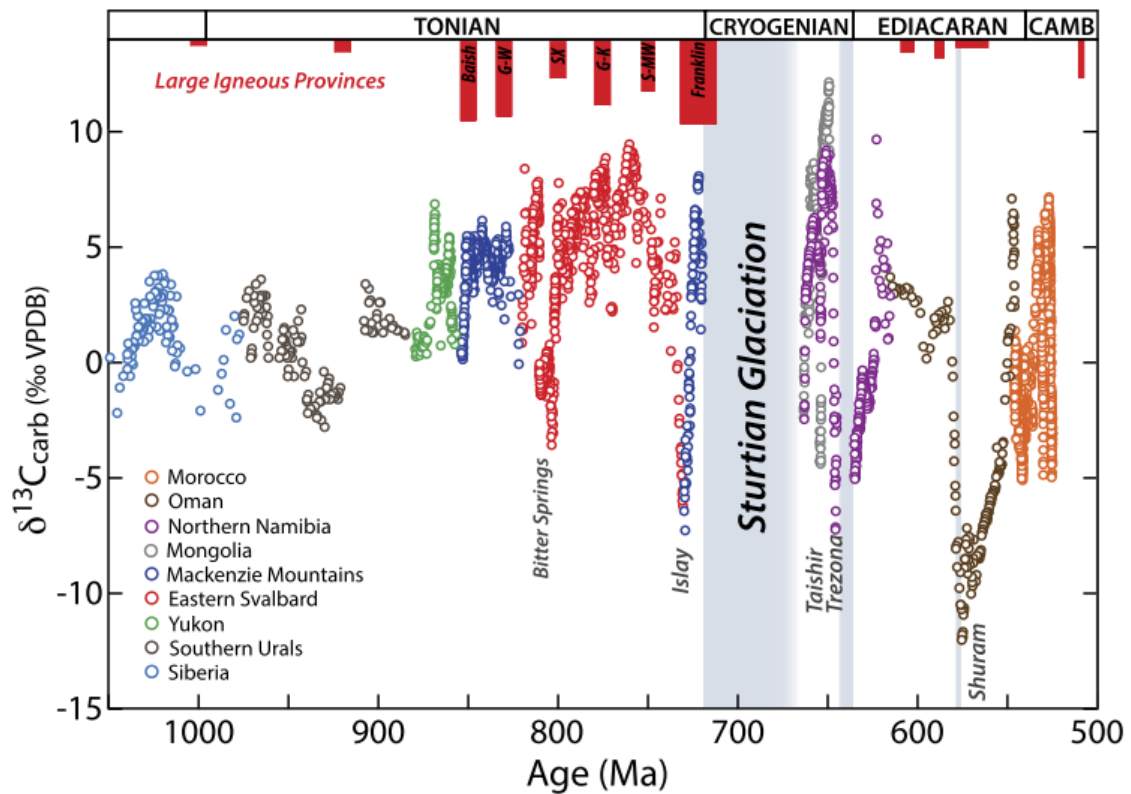 TONIAN
CRYOGENIAN
EDIACARAN
CAMB
Large Igneous Provinces
Baish
G-W
SX
G-K
S-MW
Franklin
10
5
0
-5
-10
-15
δ13Ccarb (‰ VPDB)
Sturtian Glaciation
Bitter Springs
Islay
Taishir
Trezona
Shuram
Morocco
Oman
Northern Namibia
Mongolia
Mackenzie Mountains
Eastern Svalbard
Yukon
Southern Urals
Siberia
1000
900
800
700
600
500
Age (Ma)